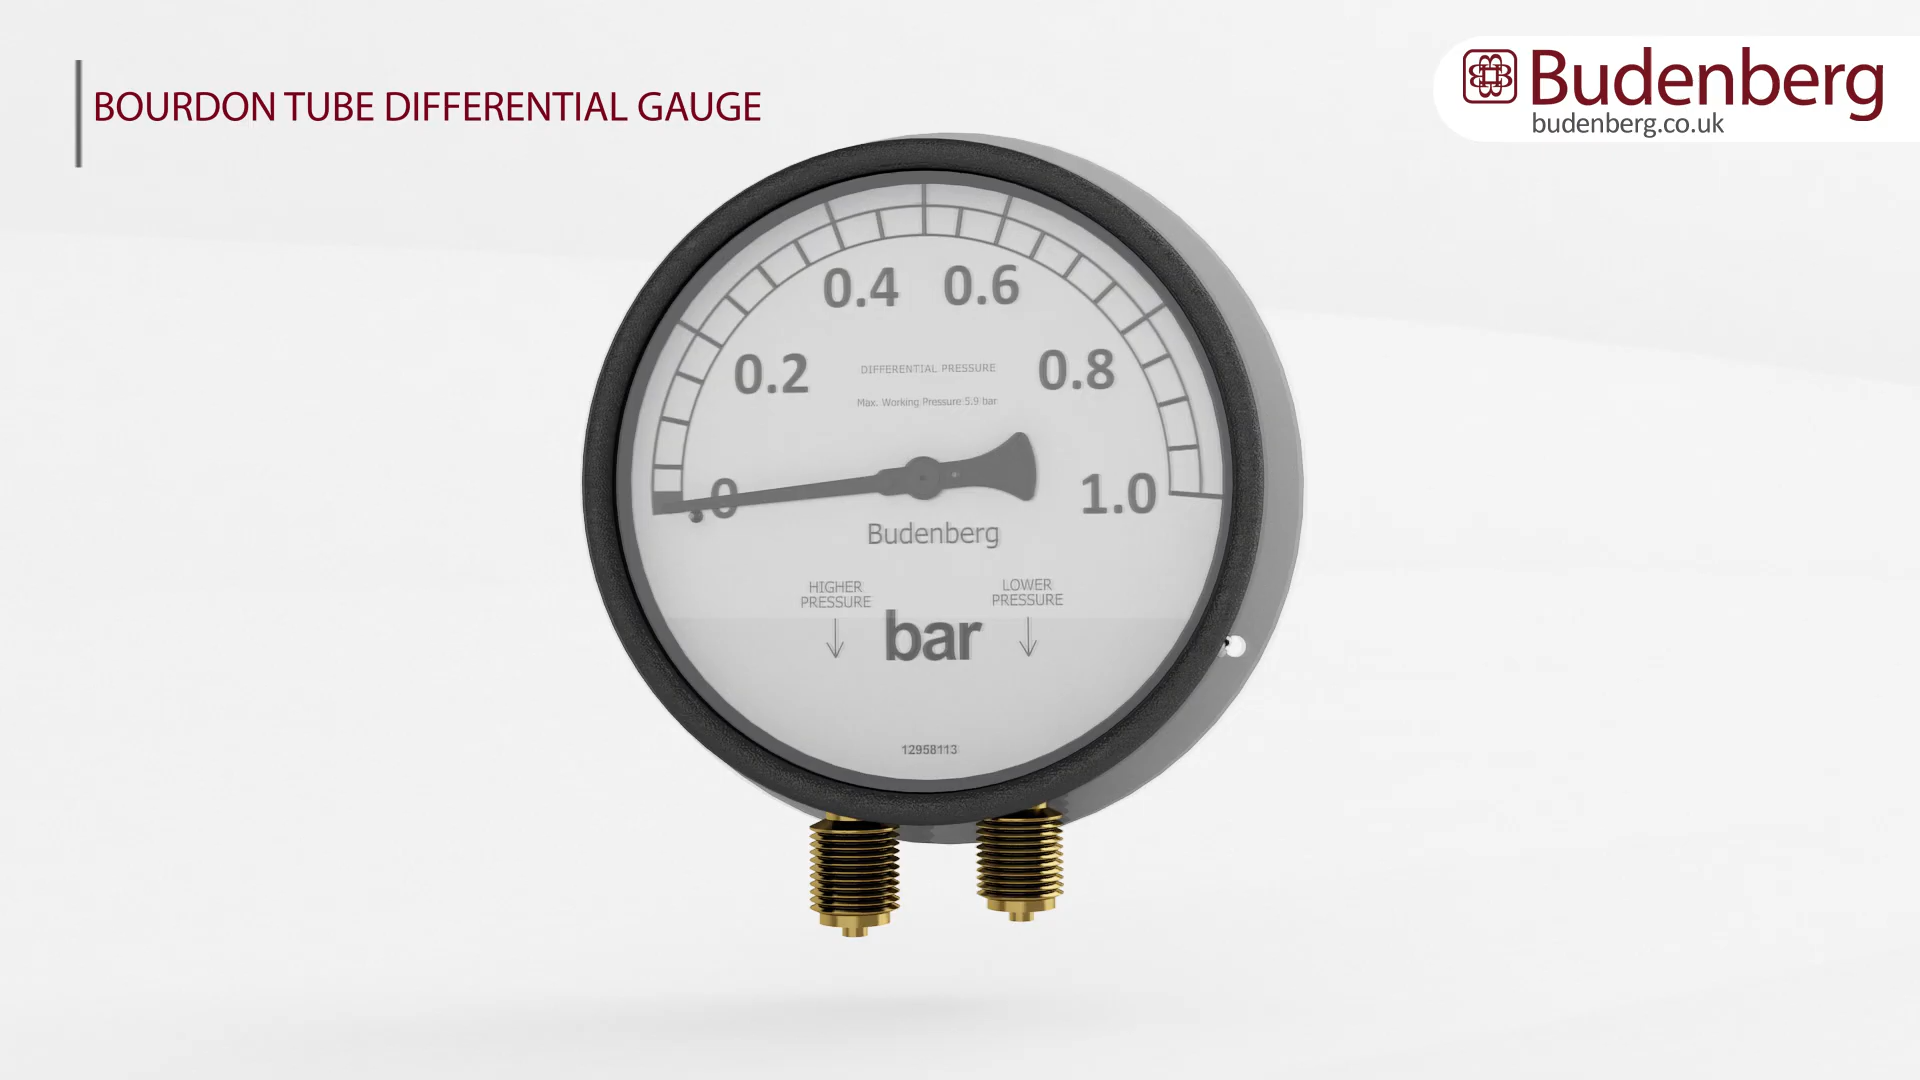 BOURDON TUBE DIFFERENTIAL GAUGE
Budenberg
budenberg.co.uk
0.4 0.6
0.2 0.8
DIFFERENTIAL PRESSURE
Max. Working Pressure 5.9 bar
.0 1.0
Budenberg
HIGHER PRESSURE
LOWER PRESSURE
bar
12958113